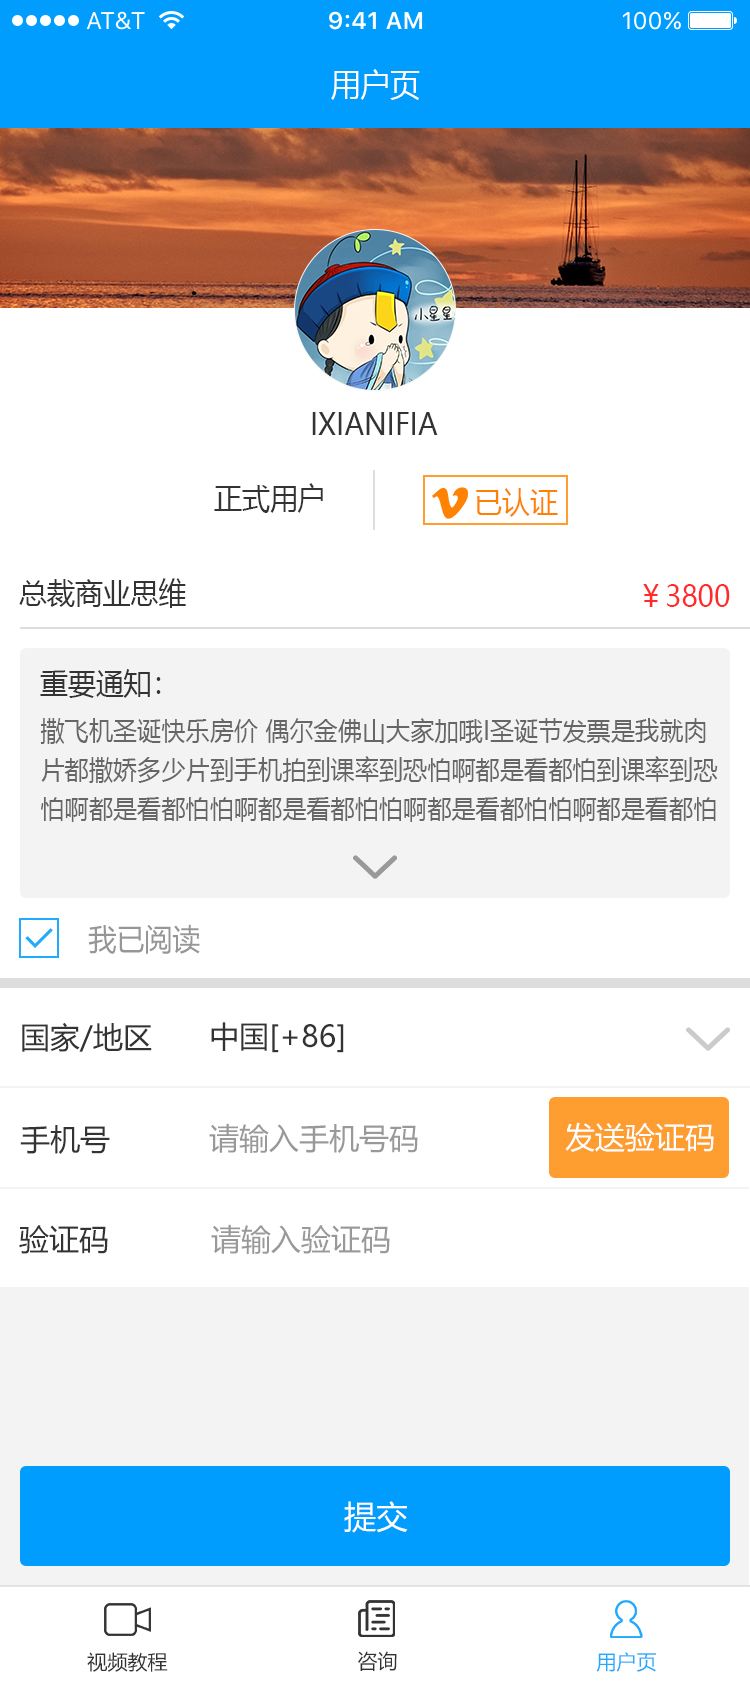 AT&T 9:41 AM 100%
用户页
小星星
IXIANIFIA
正式用户 已认证
总裁商业思维 ¥ 3800
重要通知：
撒飞机圣诞快乐房价 偶尔金佛山大家加哦I圣诞节发票是我就肉
片都撒娇多少片到手机拍到课率到恐怕啊都是看都怕到课率到恐
怕啊都是看都怕怕啊都是看都怕怕啊都是看都怕怕啊都是看都怕
我已阅读
国家/地区 中国[+86]
手机号 请输入手机号码 发送验证码
验证码 请输入验证码
提交
视频教程 咨询 用户页